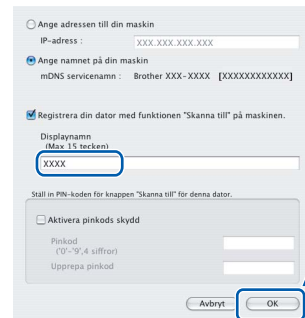 Ange adressen till din maskin
IP-adress : XXX.XXX.XXX.XXX
Ange namnet på din maskin
mDNS servicenamn : Brother XXX-XXXX [XXXXXXXXXXXX]
Registrera din dator med funktionen "Skanna till" på maskinen.
Displaynamn
(Max 15 tecken)
XXXX
Ställ in PIN-koden för knappen "Skanna till" för denna dator.
Aktivera pinkods skydd
Pinkod
('0'-'9',4 siffror)
Upprepa pinkod
Avbryt OK